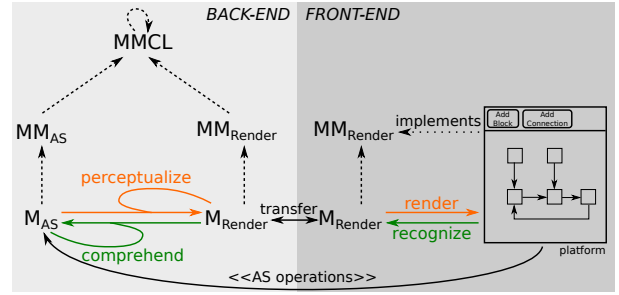 BACK-END
FRONT-END
MMCL
MM_AS
MM_Render
MM_Render
implements
Add
Block
Add
Connection
perceptualize
M_AS
M_Render
transfer
M_Render
render
recognize
comprehend
platform
<<AS operations>>